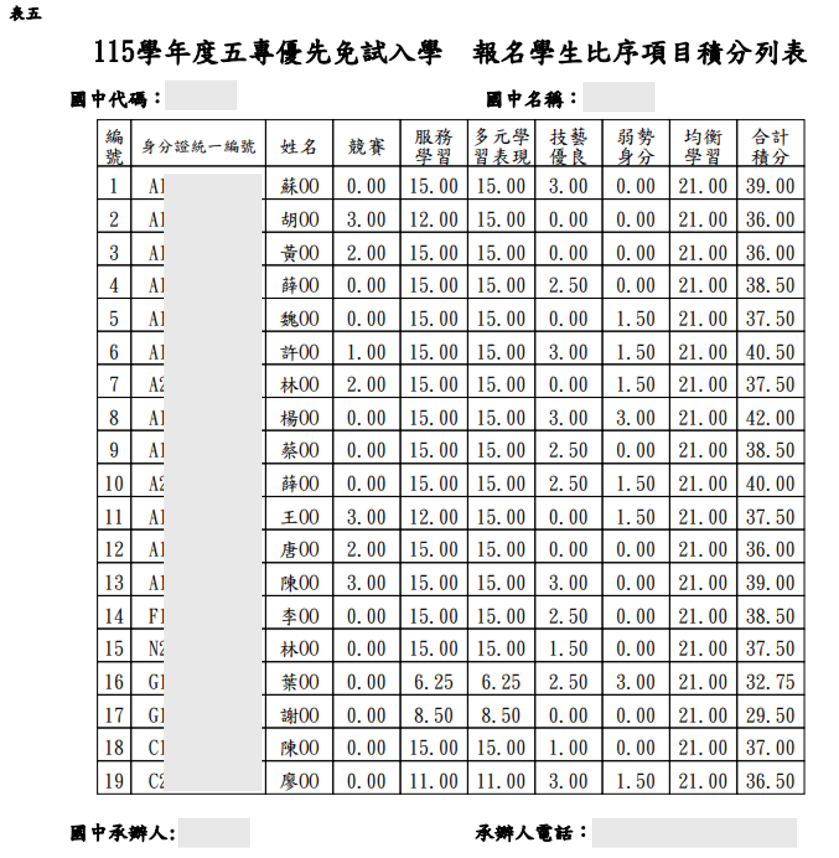 表五
115學年度五專優先免試入學 報名學生比序項目積分列表
國中代碼： 國中名稱：
編號 身分證統一編號 姓名 競賽 服務學習 多元學習表現 技藝優良 弱勢身分 均衡學習 合計積分
1 A1 蘇OO 0.00 15.00 15.00 3.00 0.00 21.00 39.00
2 A1 胡OO 3.00 12.00 15.00 0.00 0.00 21.00 36.00
3 A1 黃OO 2.00 15.00 15.00 0.00 0.00 21.00 36.00
4 A1 薛OO 0.00 15.00 15.00 2.50 0.00 21.00 38.50
5 A1 魏OO 0.00 15.00 15.00 0.00 1.50 21.00 37.50
6 A1 許OO 1.00 15.00 15.00 3.00 1.50 21.00 40.50
7 A2 林OO 2.00 15.00 15.00 0.00 1.50 21.00 37.50
8 A1 楊OO 0.00 15.00 15.00 3.00 3.00 21.00 42.00
9 A1 蔡OO 0.00 15.00 15.00 2.50 0.00 21.00 38.50
10 A2 薛OO 0.00 15.00 15.00 2.50 1.50 21.00 40.00
11 A1 王OO 3.00 12.00 15.00 0.00 1.50 21.00 37.50
12 A1 唐OO 2.00 15.00 15.00 0.00 0.00 21.00 36.00
13 A1 陳OO 3.00 15.00 15.00 3.00 0.00 21.00 39.00
14 F1 李OO 0.00 15.00 15.00 2.50 0.00 21.00 38.50
15 N2 林OO 0.00 15.00 15.00 1.50 0.00 21.00 37.50
16 G1 葉OO 0.00 6.25 6.25 2.50 3.00 21.00 32.75
17 G1 謝OO 0.00 8.50 8.50 0.00 0.00 21.00 29.50
18 C1 陳OO 0.00 15.00 15.00 1.00 0.00 21.00 37.00
19 C2 廖OO 0.00 11.00 11.00 3.00 1.50 21.00 36.50
國中承辦人: 承辦人電話：